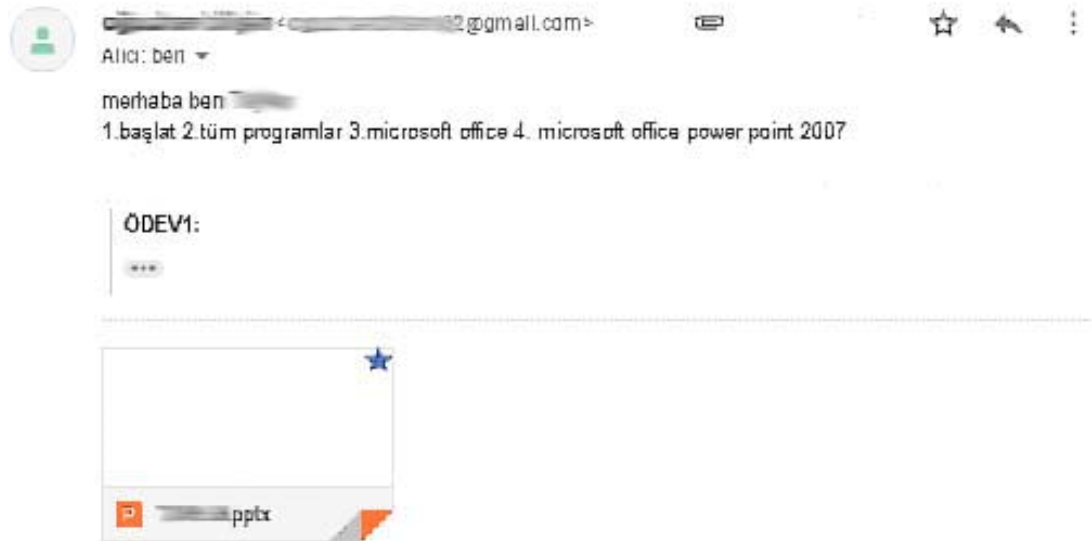 2@gmail.com>
Alıcı: ben
merhaba ben
1.başlat 2.tüm programlar 3.microsoft office 4. microsoft office power point 2007
ÖDEV1:
P .pptx